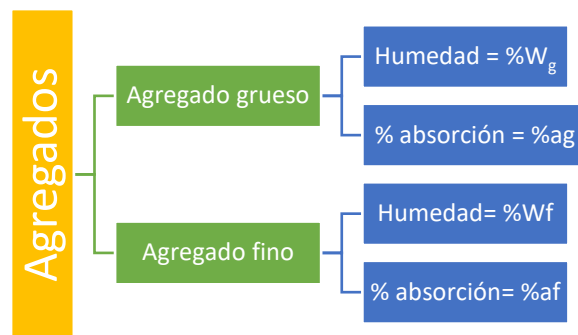 Agregados
Agregado grueso
Humedad = %Wg
% absorción = %ag
Agregado fino
Humedad= %Wf
% absorción= %af